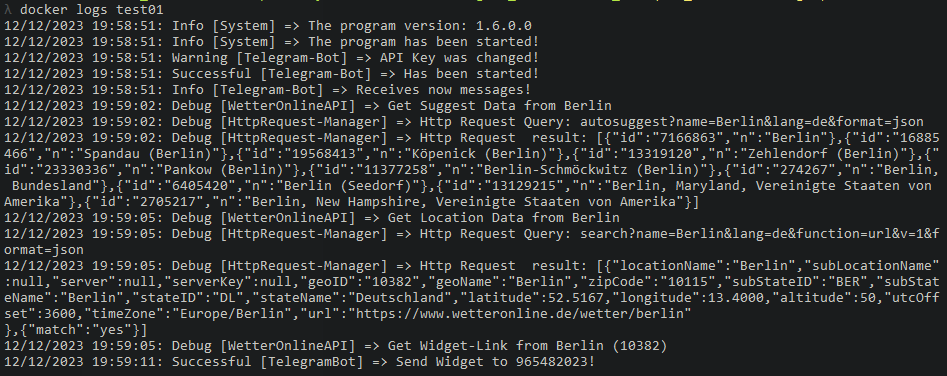 λ docker logs test01
12/12/2023 19:58:51: Info [System] => The program version: 1.6.0.0
12/12/2023 19:58:51: Info [System] => The program has been started!
12/12/2023 19:58:51: Warning [Telegram-Bot] => API Key was changed!
12/12/2023 19:58:51: Successful [Telegram-Bot] => Has been started!
12/12/2023 19:58:51: Info [Telegram-Bot] => Receives now messages!
12/12/2023 19:59:02: Debug [WetterOnlineAPI] => Get Suggest Data from Berlin
12/12/2023 19:59:02: Debug [HttpRequest-Manager] => Http Request Query: autosuggest?name=Berlin&lang=de&format=json
12/12/2023 19:59:02: Debug [HttpRequest-Manager] => Http Request  result: [{"id":"7166863","n":"Berlin"},{"id":"16885
466","n":"Spandau (Berlin)"},{"id":"19568413","n":"Köpenick (Berlin)"},{"id":"13319120","n":"Zehlendorf (Berlin)"},{"
id":"23330336","n":"Pankow (Berlin)"},{"id":"11377258","n":"Berlin-Schmöckwitz (Berlin)"},{"id":"274267","n":"Berlin,
 Bundesland"},{"id":"6405420","n":"Berlin (Seedorf)"},{"id":"13129215","n":"Berlin, Maryland, Vereinigte Staaten von
Amerika"},{"id":"2705217","n":"Berlin, New Hampshire, Vereinigte Staaten von Amerika"}]
12/12/2023 19:59:05: Debug [WetterOnlineAPI] => Get Location Data from Berlin
12/12/2023 19:59:05: Debug [HttpRequest-Manager] => Http Request Query: search?name=Berlin&lang=de&function=url&v=1&f
ormat=json
12/12/2023 19:59:05: Debug [HttpRequest-Manager] => Http Request  result: [{"locationName":"Berlin","subLocationName"
:null,"server":null,"serverKey":null,"geoID":"10382","geoName":"Berlin","zipCode":"10115","subStateID":"BER","subStat
eName":"Berlin","stateID":"DL","stateName":"Deutschland","latitude":52.5167,"longitude":13.4000,"altitude":50,"utcOff
set":3600,"timeZone":"Europe/Berlin","url":"https://www.wetteronline.de/wetter/berlin"
},{"match":"yes"}]
12/12/2023 19:59:05: Debug [WetterOnlineAPI] => Get Widget-Link from Berlin (10382)
12/12/2023 19:59:11: Successful [TelegramBot] => Send Widget to 965482023!